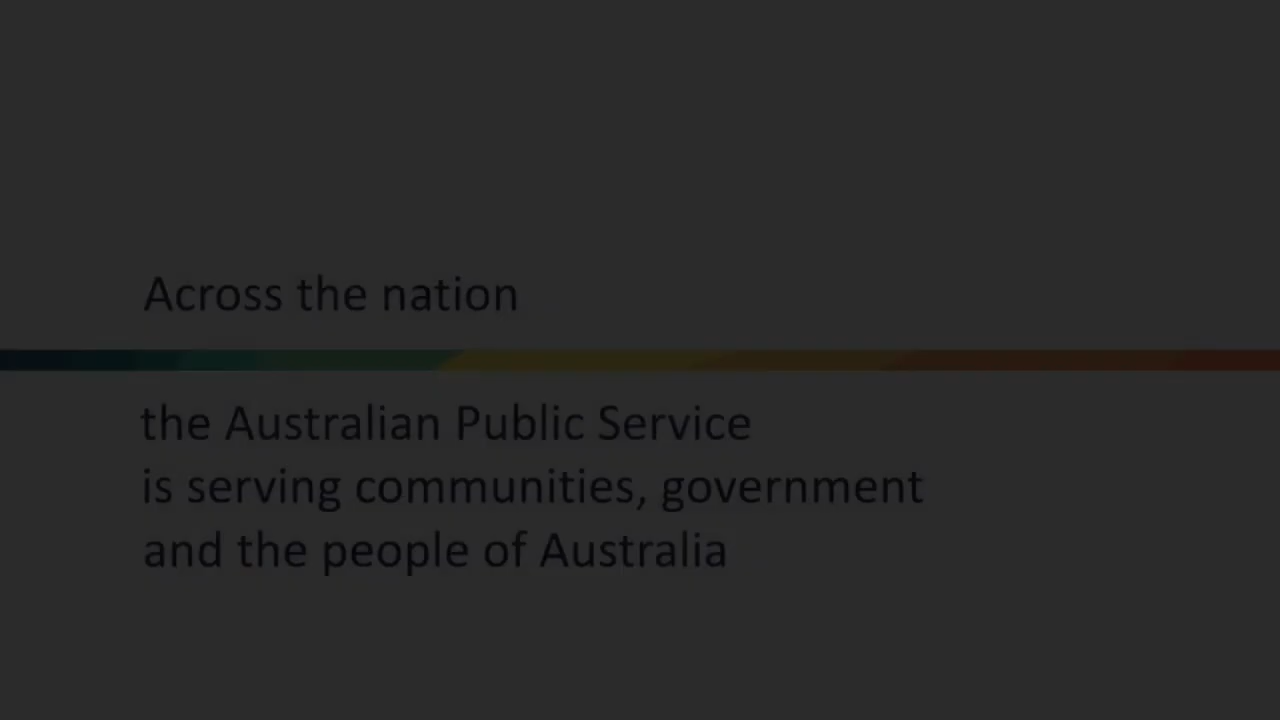 Across the nation
the Australian Public Service
is serving communities, government
and the people of Australia